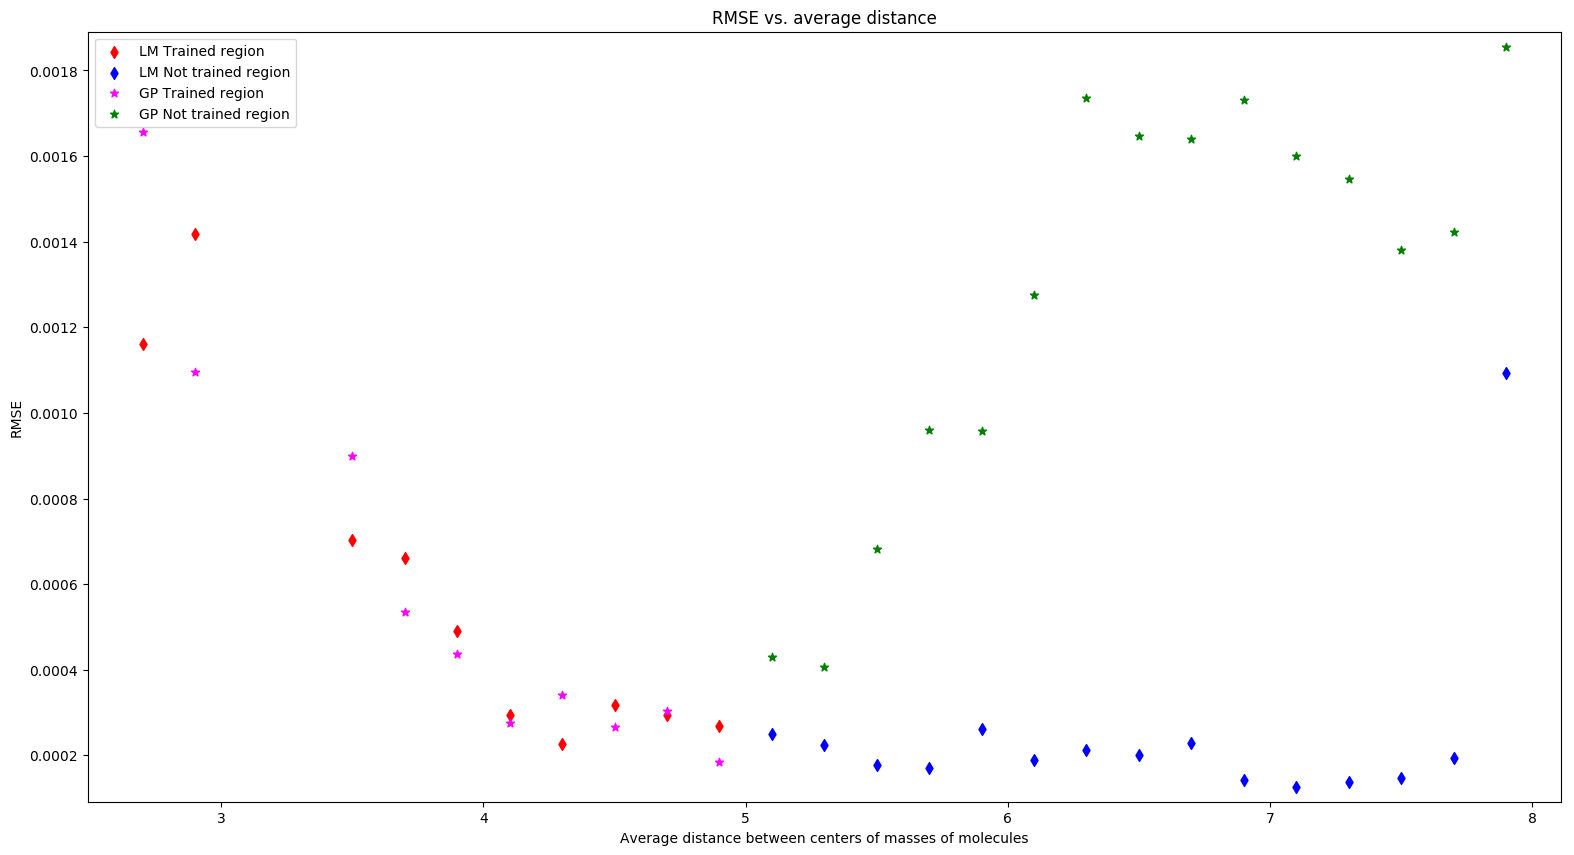 RMSE vs. average distance
LM Trained region
LM Not trained region
GP Trained region
GP Not trained region
0.0018
0.0016
0.0014
0.0012
0.0010
0.0008
0.0006
0.0004
0.0002
RMSE
3 4 5 6 7 8
Average distance between centers of masses of molecules